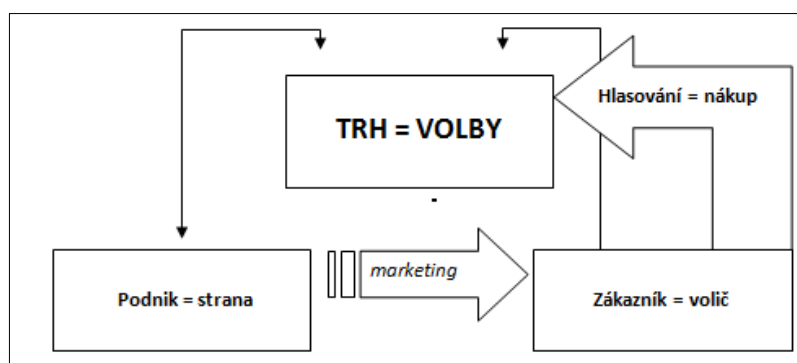 Hlasování = nákup
TRH = VOLBY
marketing
Podnik = strana
Zákazník = volič